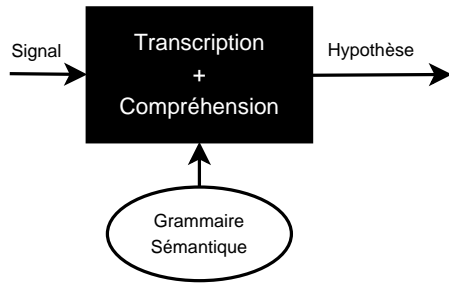 Signal
Transcription
+
Compréhension
Hypothèse
Grammaire
Sémantique